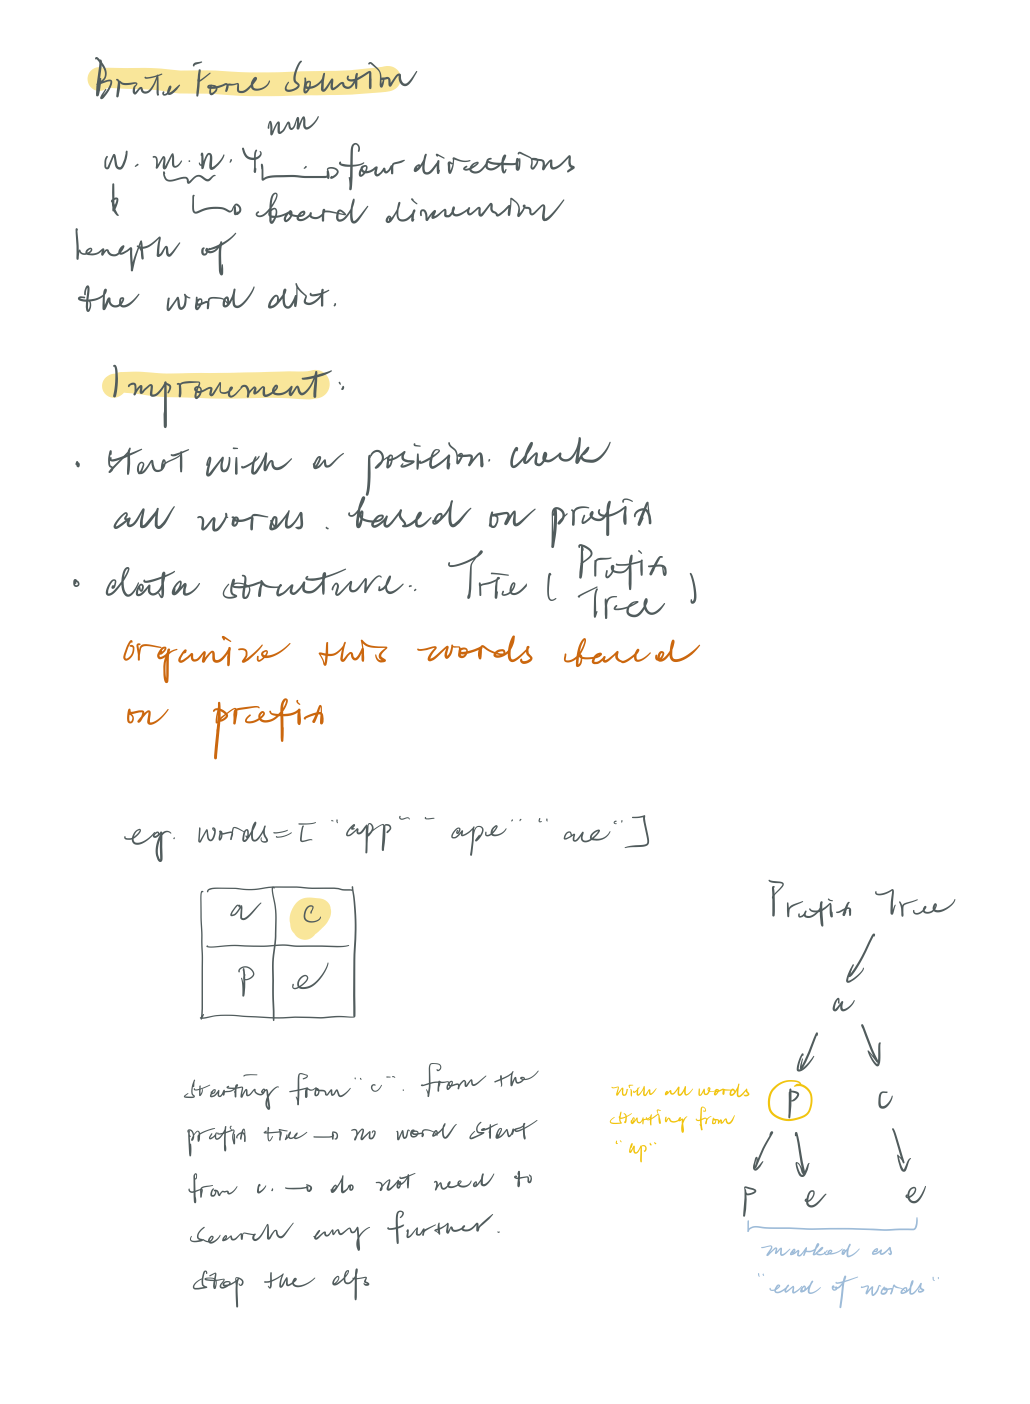 Brute Force Solution
mn
w. m.n. 4 → four directions
↳ board dimension
length of
the word dict.
Improvement.
• start with a position. check
all words. based on prefix
• data structure. Trie (Prefix Tree)
organize this words based
on prefix
eg. words = [ "app" "ape" "ace" ]
a c
p e
starting from "c". from the
prefix tree → no word start
from c. → do not need to
search any further.
stop the dfs
Prefix Tree
a
p c
with all words
starting from
"ap"
p e e
marked as
"end of words"